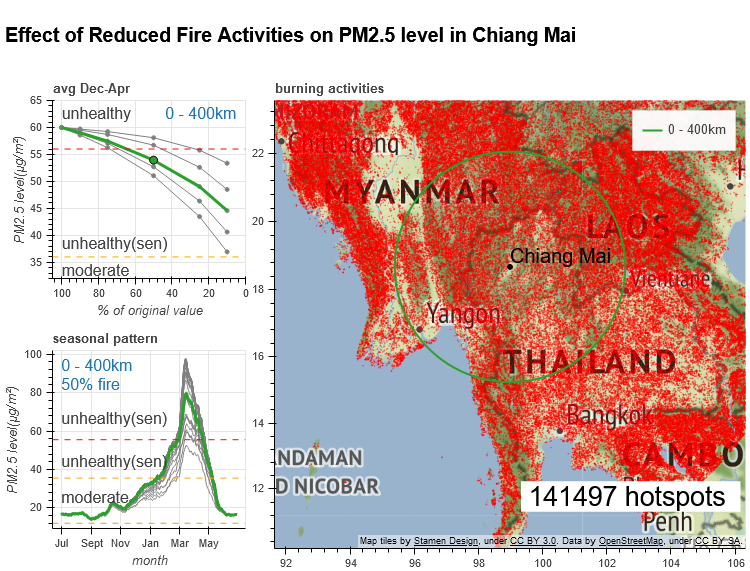 Effect of Reduced Fire Activities on PM2.5 level in Chiang Mai
avg Dec-Apr
65
60
55
50
45
40
35
PM2.5 level(µg/m²)
unhealthy
0 - 400km
unhealthy(sen)
moderate
100
80
60
40
20
0
% of original value
seasonal pattern
100
80
60
40
20
PM2.5 level(µg/m²)
0 - 400km
50% fire
unhealthy(sen)
unhealthy(sen)
moderate
Jul
Sept
Nov
Jan
Mar
May
month
burning activities
22
20
18
16
14
12
0 - 400km
Chittagong
MYANMAR
LAOS
Chiang Mai
Vientiane
Yangon
THAILAND
Bangkok
CAMBO
NDAMAN
D NICOBAR
141497 hotspots
Penh
Map tiles by Stamen Design, under CC BY 3.0. Data by OpenStreetMap, under CC BY SA.
92
94
96
98
100
102
104
106